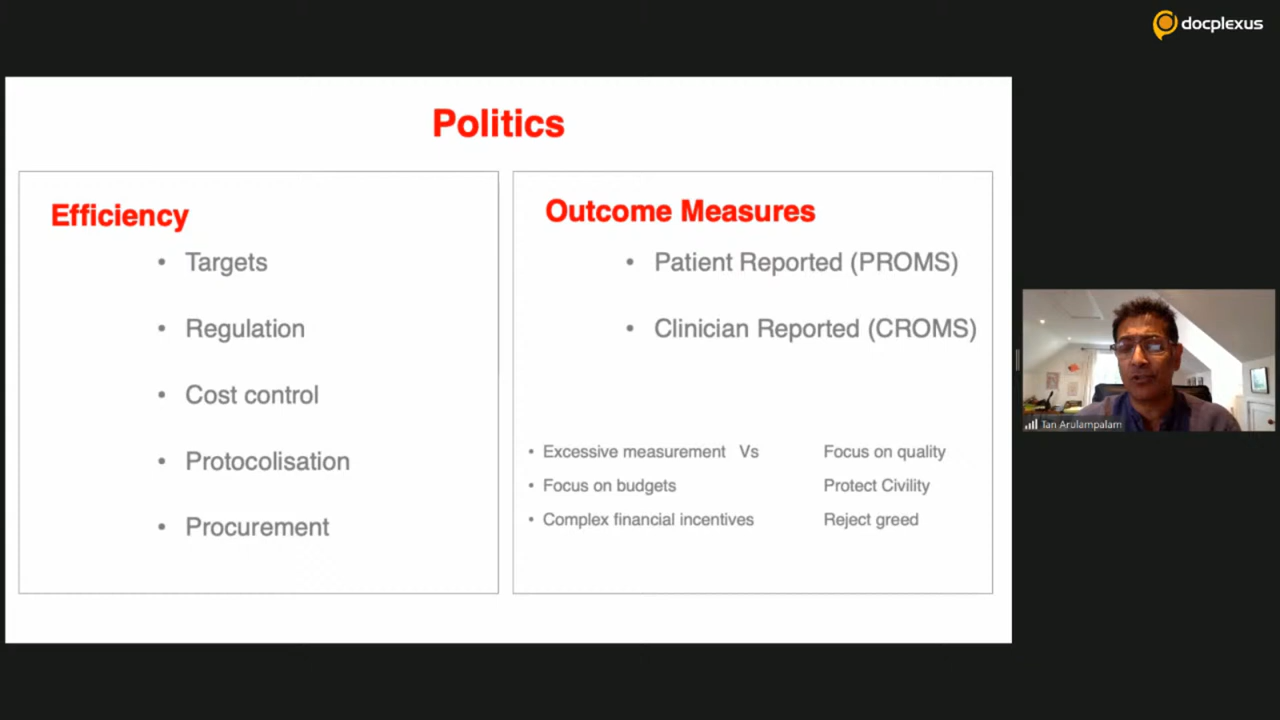 docplexus
Politics
Efficiency
• Targets
• Regulation
• Cost control
• Protocolisation
• Procurement
Outcome Measures
• Patient Reported (PROMS)
• Clinician Reported (CROMS)
• Excessive measurement Vs Focus on quality
• Focus on budgets Protect Civility
• Complex financial incentives Reject greed
Tan Arulampalam